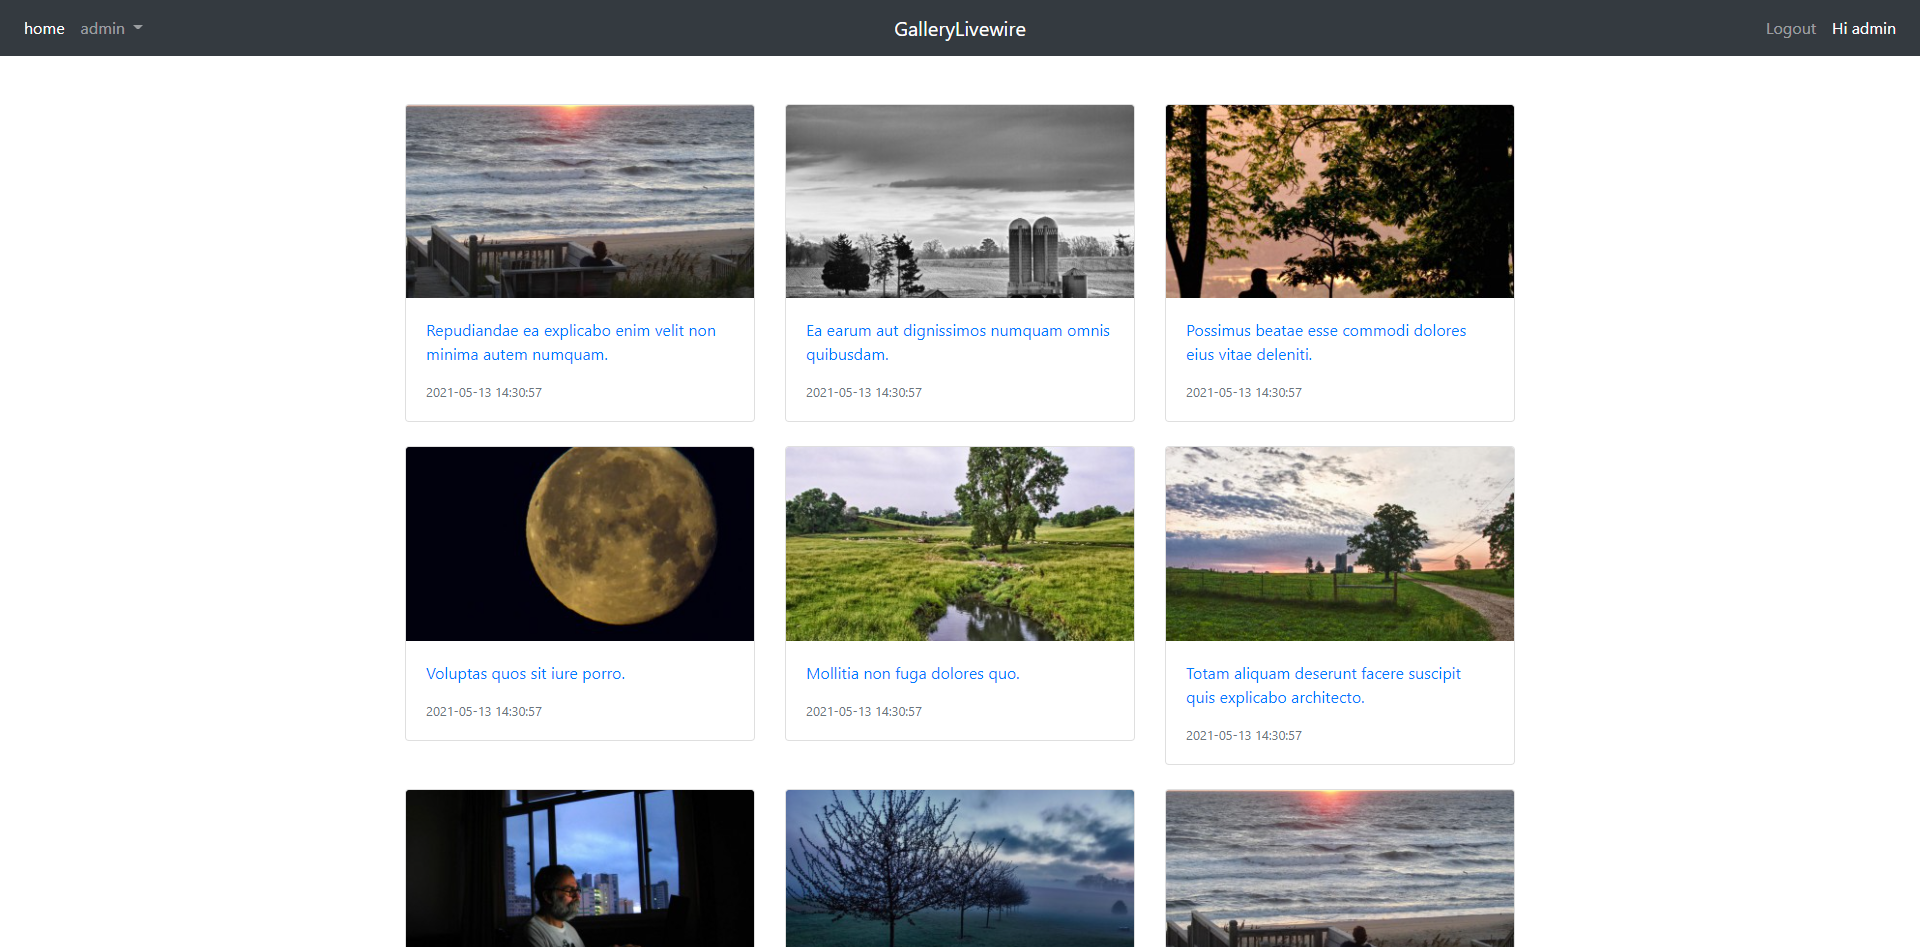 home admin GalleryLivewire Logout Hi admin
Repudiandae ea explicabo enim velit non
minima autem numquam.
2021-05-13 14:30:57
Ea earum aut dignissimos numquam omnis
quibusdam.
2021-05-13 14:30:57
Possimus beatae esse commodi dolores
eius vitae deleniti.
2021-05-13 14:30:57
Voluptas quos sit iure porro.
2021-05-13 14:30:57
Mollitia non fuga dolores quo.
2021-05-13 14:30:57
Totam aliquam deserunt facere suscipit
quis explicabo architecto.
2021-05-13 14:30:57